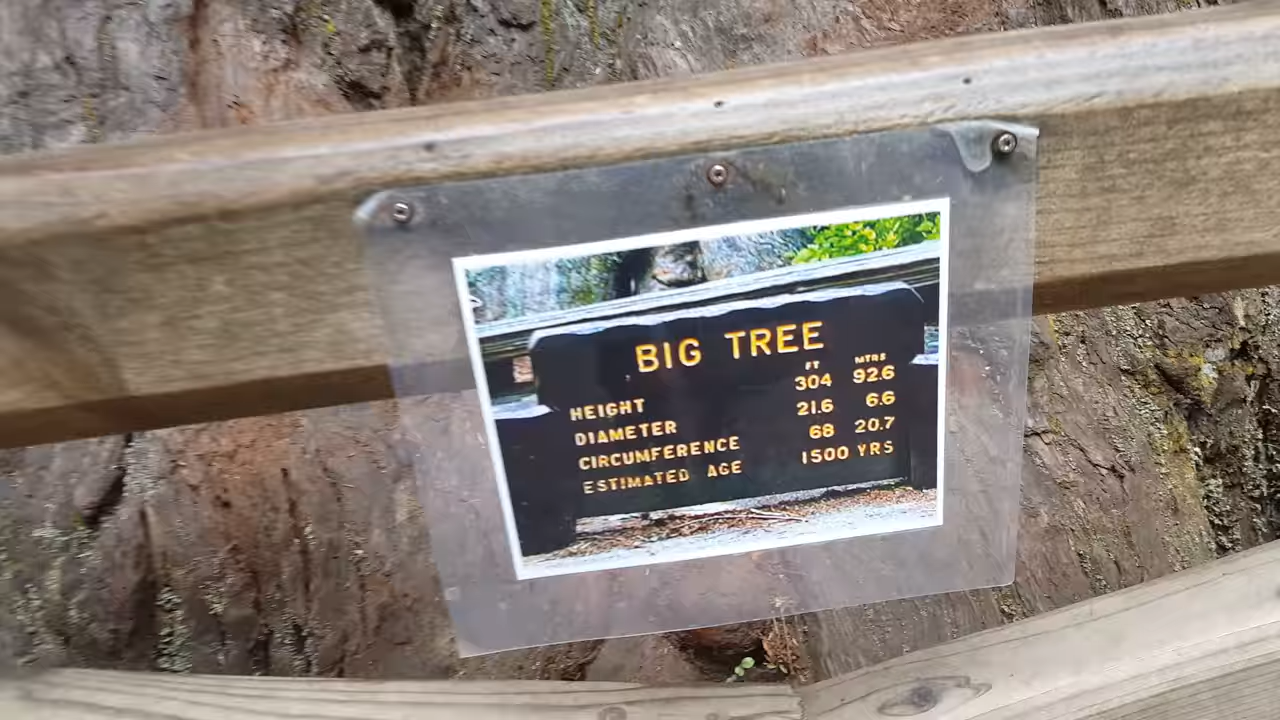 BIG TREE
FT MTRS
HEIGHT 304 92.6
DIAMETER 21.6 6.6
CIRCUMFERENCE 68 20.7
ESTIMATED AGE 1500 YRS